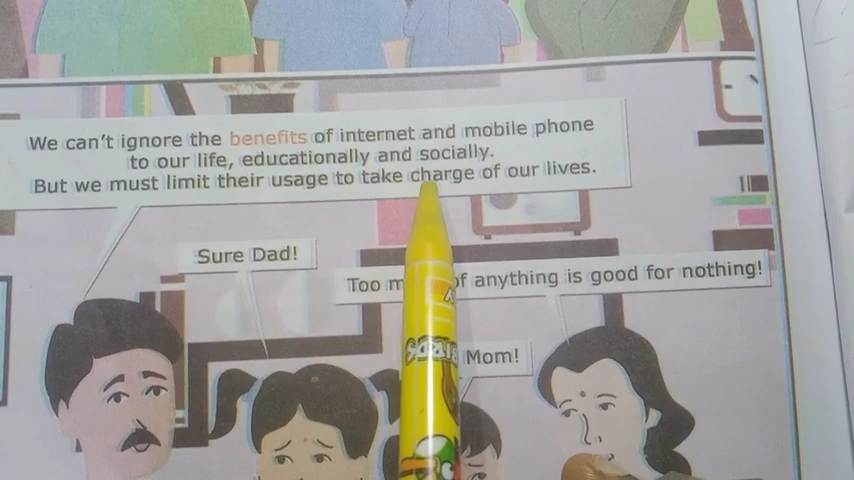 We can't ignore the benefits of internet and mobile phone
to our life, educationally and socially.
But we must limit their usage to take charge of our lives.
Sure Dad!
Too of anything is good for nothing!
Mom!